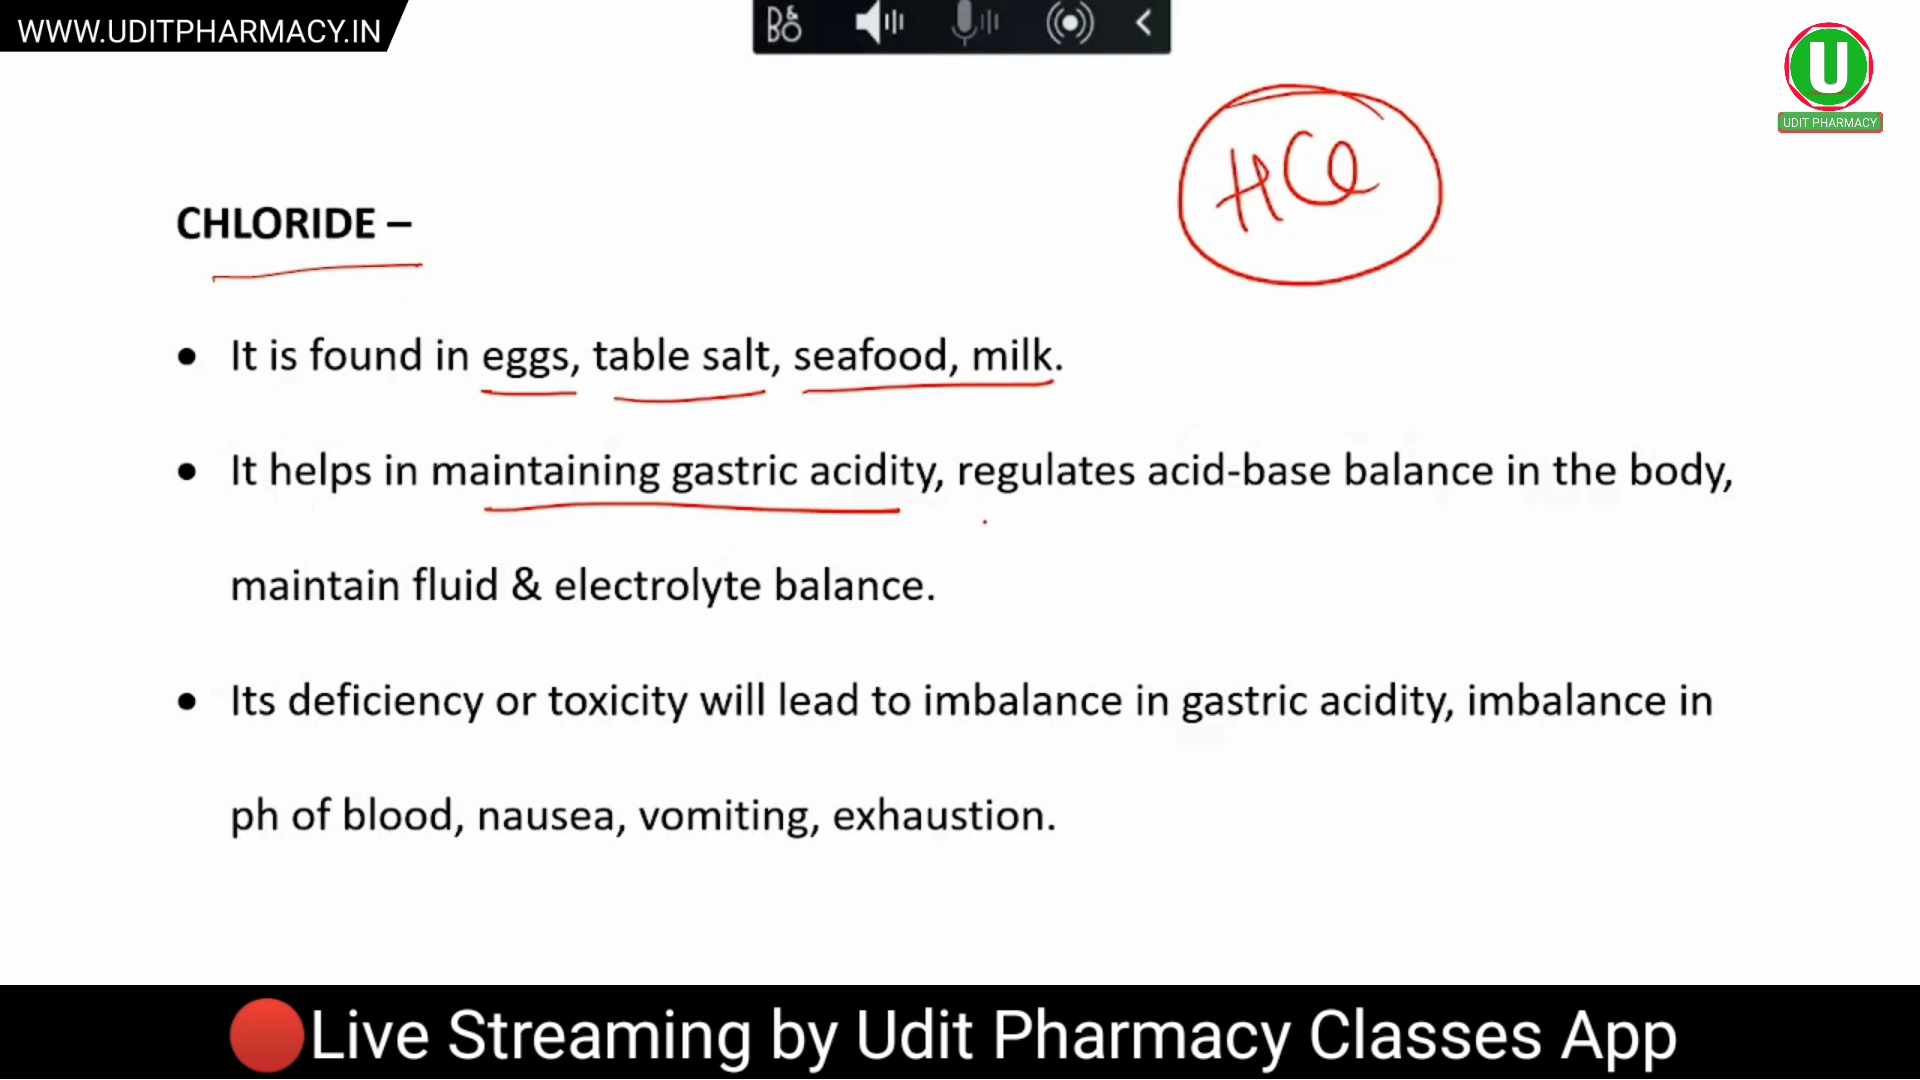 WWW.UDITPHARMACY.IN
U
UDIT PHARMACY
HCl
CHLORIDE –
• It is found in eggs, table salt, seafood, milk.
• It helps in maintaining gastric acidity, regulates acid-base balance in the body,
maintain fluid & electrolyte balance.
• Its deficiency or toxicity will lead to imbalance in gastric acidity, imbalance in
ph of blood, nausea, vomiting, exhaustion.
Live Streaming by Udit Pharmacy Classes App